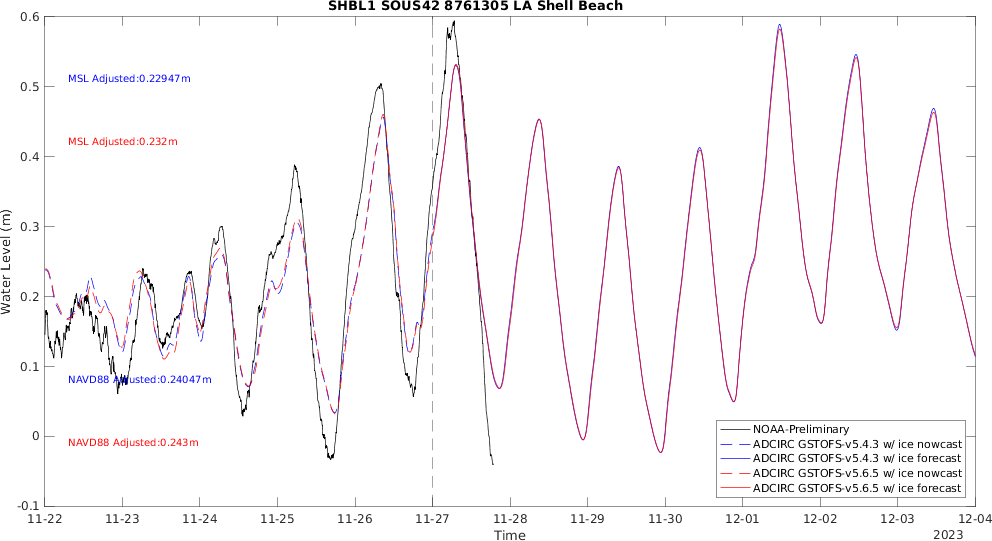 SHBL1 SOUS42 8761305 LA Shell Beach
0.6
0.5
0.4
0.3
0.2
0.1
0
-0.1
Water Level (m)
MSL Adjusted:0.22947m
MSL Adjusted:0.232m
NAVD88 Adjusted:0.24047m
NAVD88 Adjusted:0.243m
NOAA-Preliminary
ADCIRC GSTOFS-v5.4.3 w/ ice nowcast
ADCIRC GSTOFS-v5.4.3 w/ ice forecast
ADCIRC GSTOFS-v5.6.5 w/ ice nowcast
ADCIRC GSTOFS-v5.6.5 w/ ice forecast
11-22 11-23 11-24 11-25 11-26 11-27 11-28 11-29 11-30 12-01 12-02 12-03 12-04
Time
2023